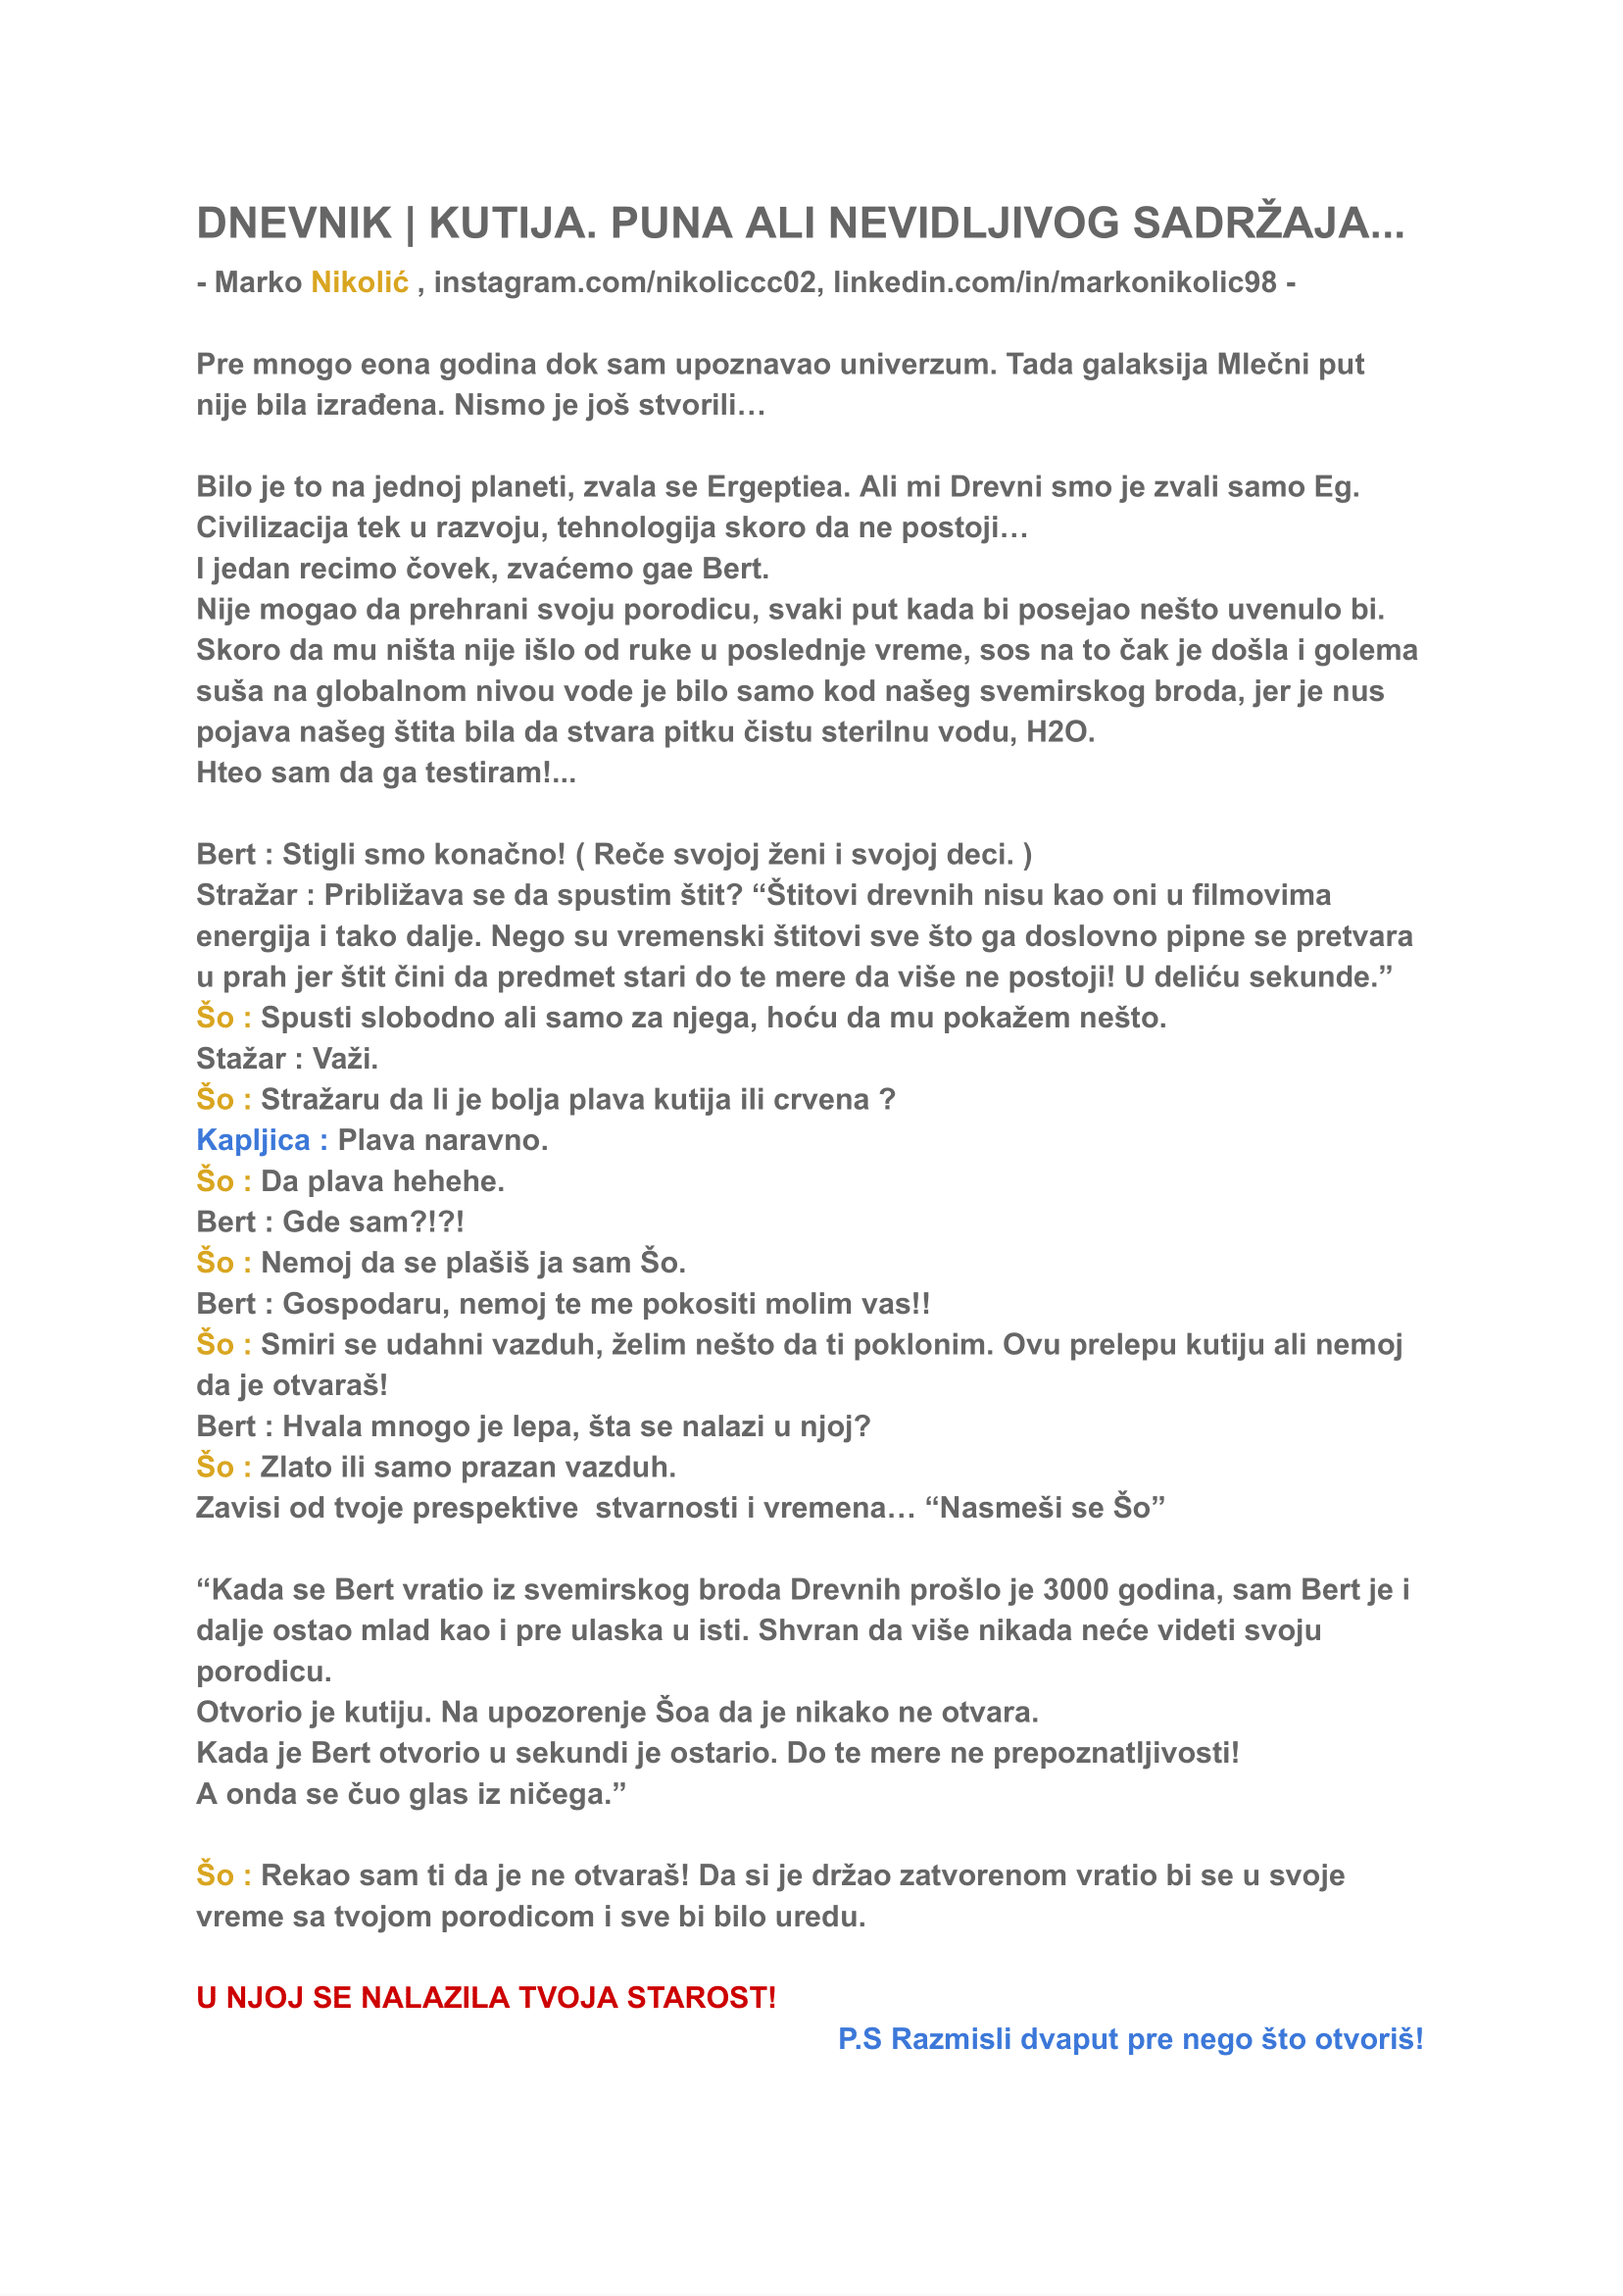 DNEVNIK | KUTIJA. PUNA ALI NEVIDLJIVOG SADRŽAJA...
- Marko Nikolić , instagram.com/nikoliccc02, linkedin.com/in/markonikolic98 -
Pre mnogo eona godina dok sam upoznavao univerzum. Tada galaksija Mlečni put
nije bila izrađena. Nismo je još stvorili…
Bilo je to na jednoj planeti, zvala se Ergeptiea. Ali mi Drevni smo je zvali samo Eg.
Civilizacija tek u razvoju, tehnologija skoro da ne postoji…
I jedan recimo čovek, zvaćemo gae Bert.
Nije mogao da prehrani svoju porodicu, svaki put kada bi posejao nešto uvenulo bi.
Skoro da mu ništa nije išlo od ruke u poslednje vreme, sos na to čak je došla i golema
suša na globalnom nivou vode je bilo samo kod našeg svemirskog broda, jer je nus
pojava našeg štita bila da stvara pitku čistu sterilnu vodu, H2O.
Hteo sam da ga testiram!...
Bert : Stigli smo konačno! ( Reče svojoj ženi i svojoj deci. )
Stražar : Približava se da spustim štit? “Štitovi drevnih nisu kao oni u filmovima
energija i tako dalje. Nego su vremenski štitovi sve što ga doslovno pipne se pretvara
u prah jer štit čini da predmet stari do te mere da više ne postoji! U deliću sekunde.”
Šo : Spusti slobodno ali samo za njega, hoću da mu pokažem nešto.
Stažar : Važi.
Šo : Stražaru da li je bolja plava kutija ili crvena ?
Kapljica : Plava naravno.
Šo : Da plava hehehe.
Bert : Gde sam?!?!
Šo : Nemoj da se plašiš ja sam Šo.
Bert : Gospodaru, nemoj te me pokositi molim vas!!
Šo : Smiri se udahni vazduh, želim nešto da ti poklonim. Ovu prelepu kutiju ali nemoj
da je otvaraš!
Bert : Hvala mnogo je lepa, šta se nalazi u njoj?
Šo : Zlato ili samo prazan vazduh.
Zavisi od tvoje prespektive  stvarnosti i vremena… “Nasmeši se Šo”
“Kada se Bert vratio iz svemirskog broda Drevnih prošlo je 3000 godina, sam Bert je i
dalje ostao mlad kao i pre ulaska u isti. Shvran da više nikada neće videti svoju
porodicu.
Otvorio je kutiju. Na upozorenje Šoa da je nikako ne otvara.
Kada je Bert otvorio u sekundi je ostario. Do te mere ne prepoznatljivosti!
A onda se čuo glas iz ničega.”
Šo : Rekao sam ti da je ne otvaraš! Da si je držao zatvorenom vratio bi se u svoje
vreme sa tvojom porodicom i sve bi bilo uredu.
U NJOJ SE NALAZILA TVOJA STAROST!
P.S Razmisli dvaput pre nego što otvoriš!